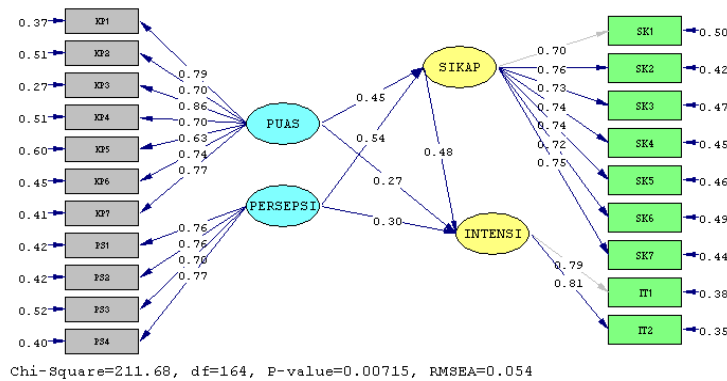 0.37 KP1
0.51 KP2
0.27 KP3
0.51 KP4
0.60 KP5
0.45 KP6
0.41 KP7
0.42 PS1
0.42 PS2
0.52 PS3
0.40 PS4
0.79
0.70
0.86
0.70
0.63
0.74
0.77
0.76
0.76
0.70
0.77
PUAS
PERSEPSI
0.45
0.54
0.48
0.27
0.30
SIKAP
INTENSI
0.70
0.76
0.73
0.74
0.74
0.72
0.75
0.79
0.81
SK1 0.50
SK2 0.42
SK3 0.47
SK4 0.45
SK5 0.46
SK6 0.49
SK7 0.44
IT1 0.38
IT2 0.35
Chi-Square=211.68, df=164, P-value=0.00715, RMSEA=0.054